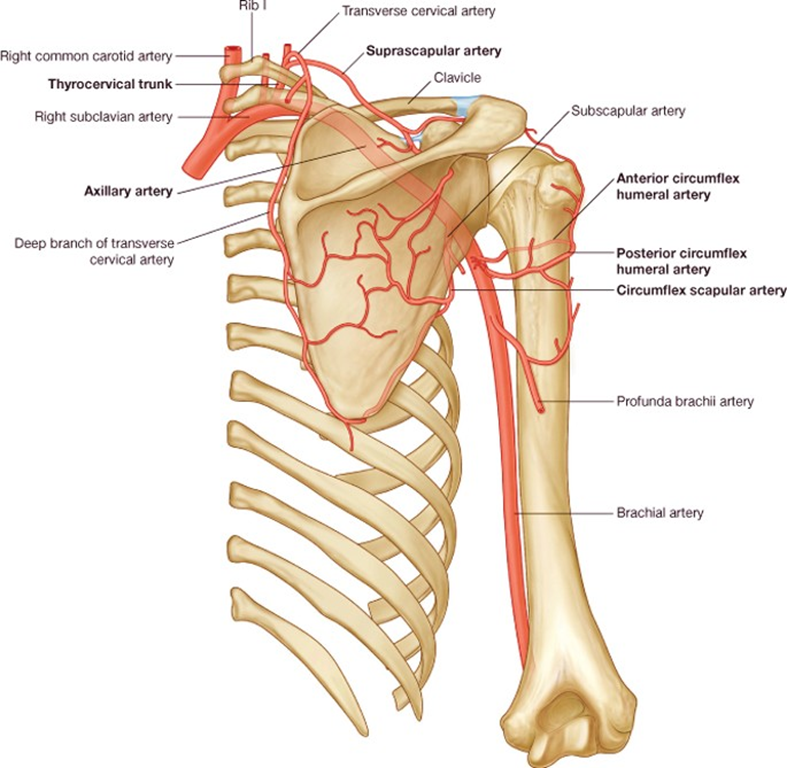 Rib I
Transverse cervical artery
Right common carotid artery
Suprascapular artery
Thyrocervical trunk
Clavicle
Right subclavian artery
Subscapular artery
Axillary artery
Anterior circumflex
humeral artery
Deep branch of transverse
cervical artery
Posterior circumflex
humeral artery
Circumflex scapular artery
Profunda brachii artery
Brachial artery